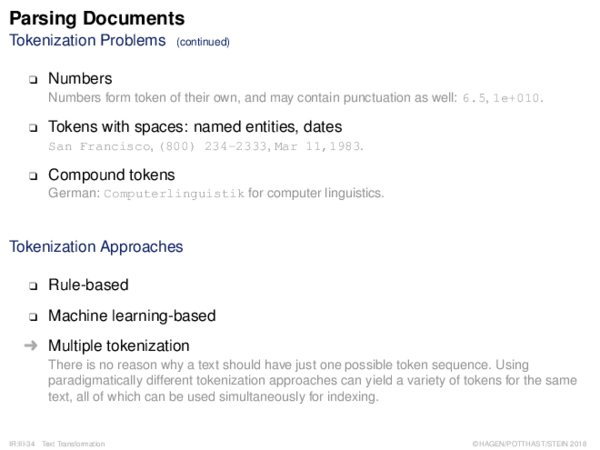 Parsing Documents
Tokenization Problems (continued)
❑ Numbers
Numbers form token of their own, and may contain punctuation as well: 6.5, 1e+010.
❑ Tokens with spaces: named entities, dates
San Francisco, (800) 234-2333, Mar 11,1983.
❑ Compound tokens
German: Computerlinguistik for computer linguistics.
Tokenization Approaches
❑ Rule-based
❑ Machine learning-based
➜ Multiple tokenization
There is no reason why a text should have just one possible token sequence. Using
paradigmatically different tokenization approaches can yield a variety of tokens for the same
text, all of which can be used simultaneously for indexing.
IR:III-34 Text Transformation ©HAGEN/POTTHAST/STEIN 2018